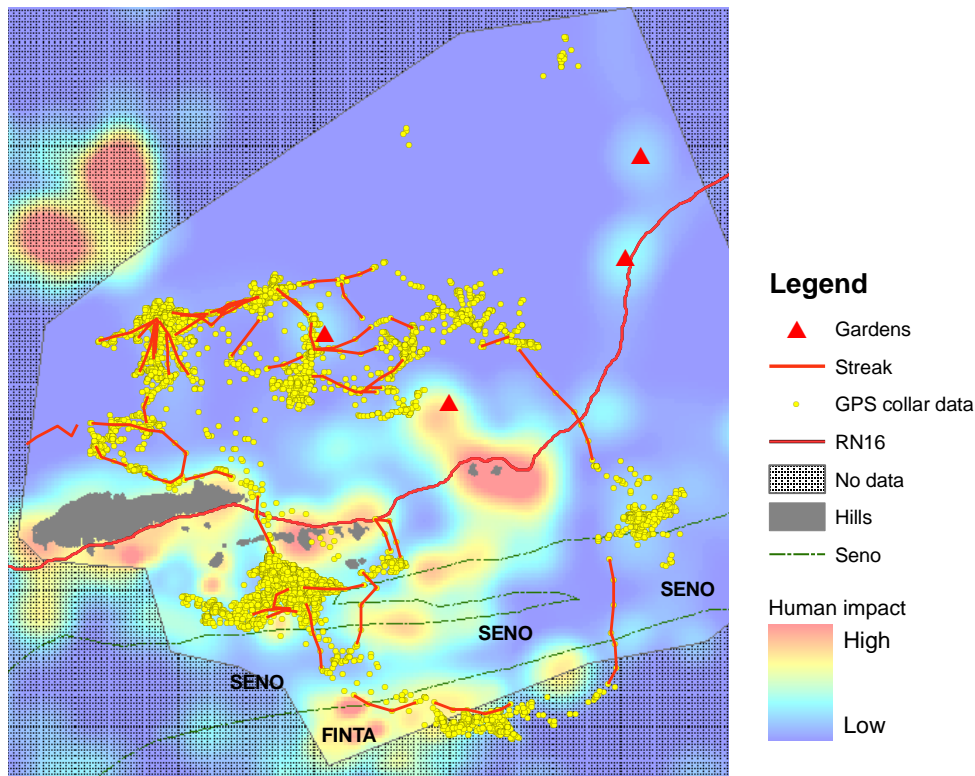 SENO
SENO
SENO
FINTA
Legend
Gardens
Streak
GPS collar data
RN16
No data
Hills
Seno
Human impact
High
Low